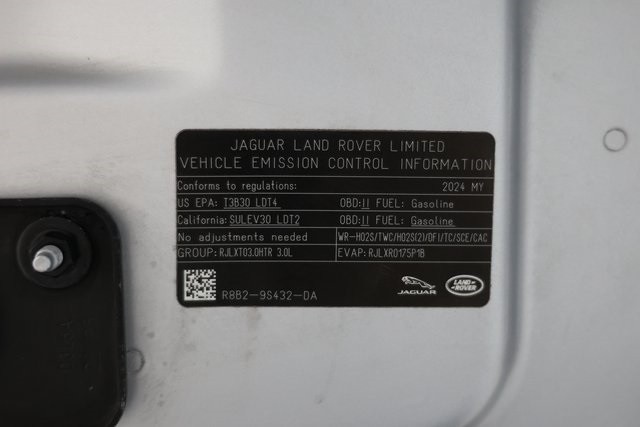 JAGUAR LAND ROVER LIMITED
VEHICLE EMISSION CONTROL INFORMATION
Conforms to regulations: 2024 MY
US EPA: T3B30 LDT4 OBD:II FUEL: Gasoline
California: SULEV30 LDT2 OBD:II FUEL: Gasoline
No adjustments needed WR-HO2S/TWC/HO2S(2)/DFI/TC/SCE/CAC
GROUP: RJLXT03.0HTR 3.0L EVAP: RJLXR0175P1B
R8B2-9S432-DA
JAGUAR
LAND ROVER